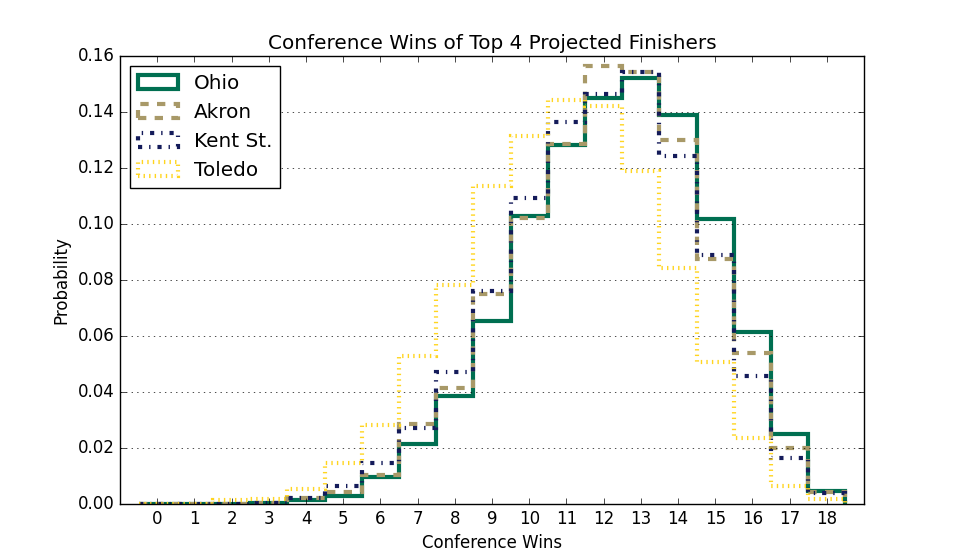 Conference Wins of Top 4 Projected Finishers
0.16
0.14
0.12
0.10
0.08
0.06
0.04
0.02
0.00
Probability
Ohio
Akron
Kent St.
Toledo
0 1 2 3 4 5 6 7 8 9 10 11 12 13 14 15 16 17 18
Conference Wins